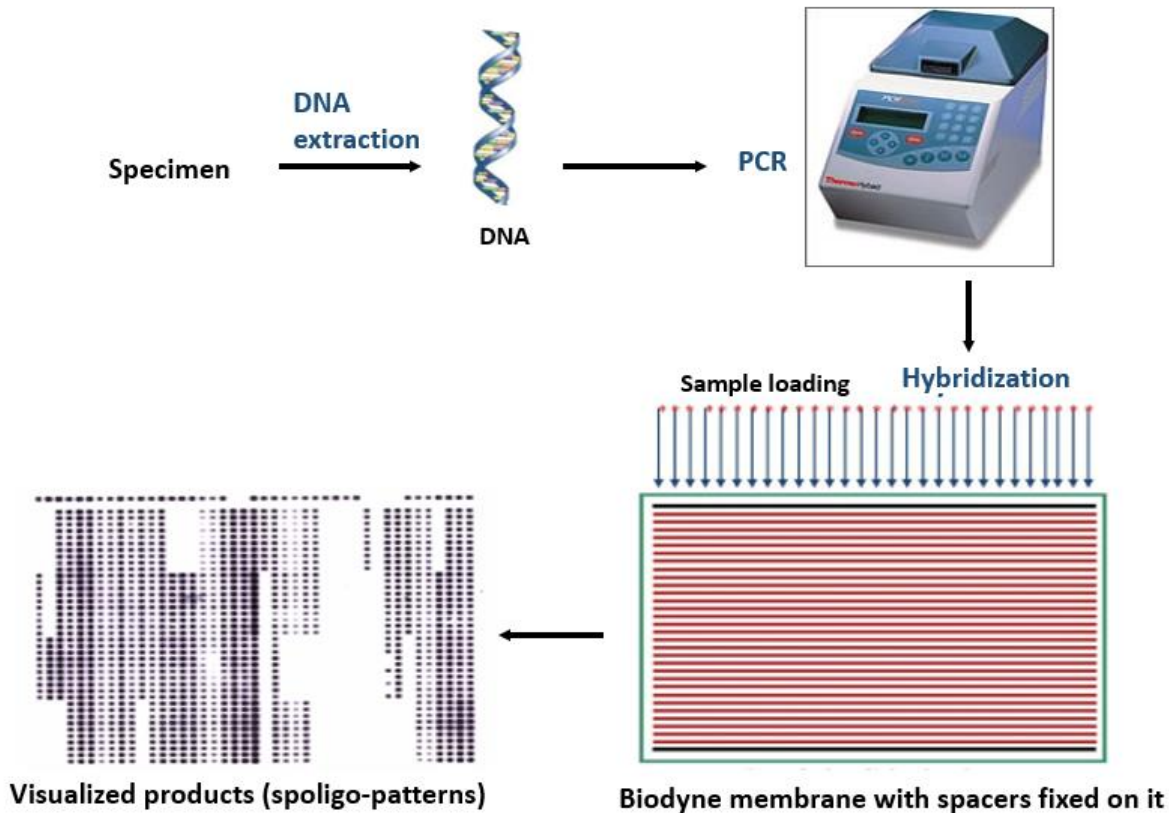 DNA
extraction
Specimen
DNA
PCR
Sample loading
Hybridization
Visualized products (spoligo-patterns)
Biodyne membrane with spacers fixed on it